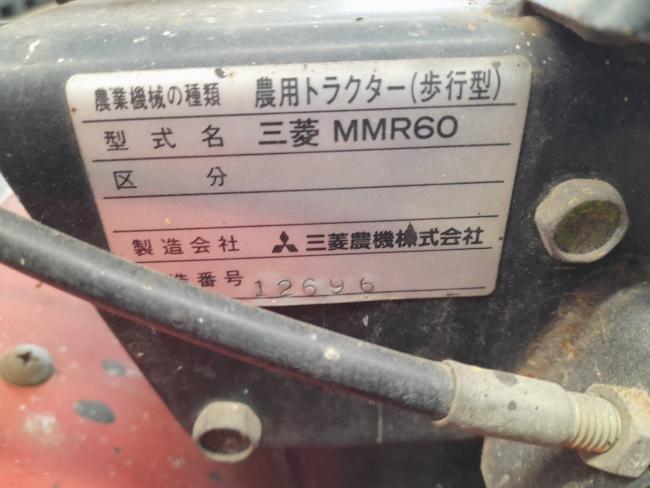 農業機械の種類 農用トラクター(歩行型)
型式名 三菱 MMR60
区分
製造会社 三菱農機株式会社
造番号 12696